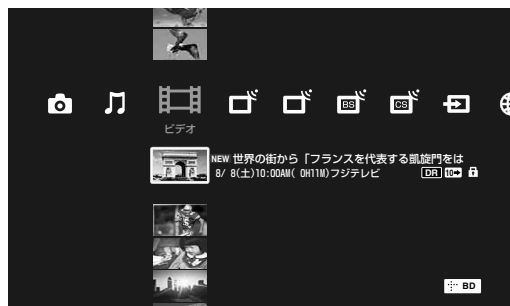 BS
CS
ビデオ
NEW 世界の街から「フランスを代表する凱旋門をは
8/ 8(土)10:00AM( 0H11M)フジテレビ DR 10
BD